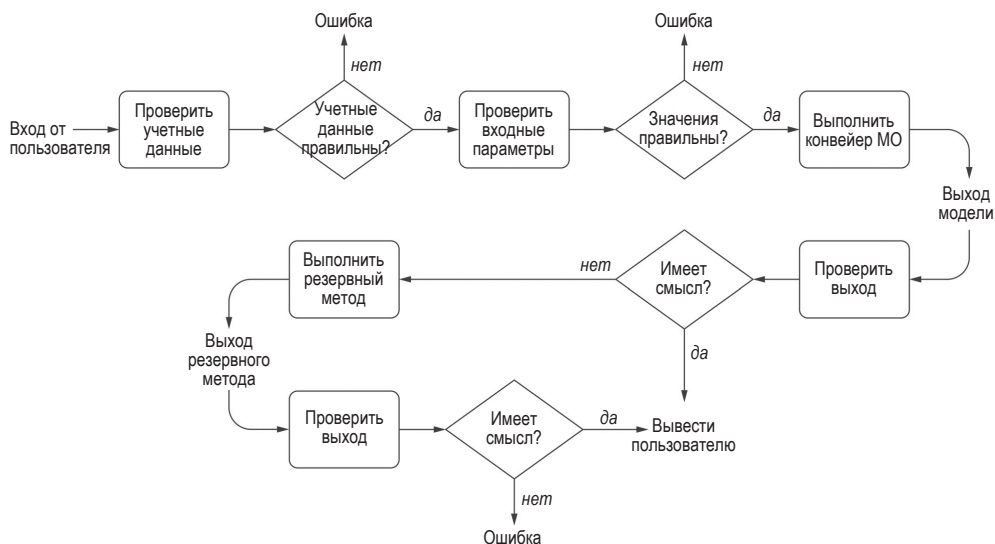 Ошибка
Ошибка
нет
нет
Вход от
пользователя
Проверить
учетные
данные
Учетные
данные
правильны?
да
Проверить
входные
параметры
Значения
правильны?
да
Выполнить
конвейер МО
Выход
модели
Выполнить
резервный
метод
нет
Имеет
смысл?
Проверить
выход
да
Выход
резервного
метода
Проверить
выход
Имеет
смысл?
да
Вывести
пользователю
нет
Ошибка